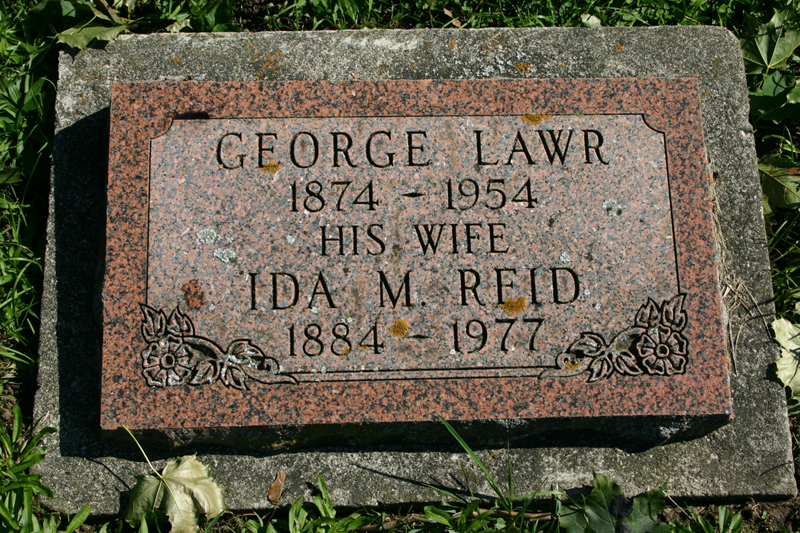 GEORGE LAWR
1874 - 1954
HIS WIFE
IDA M. REID
1884 - 1977